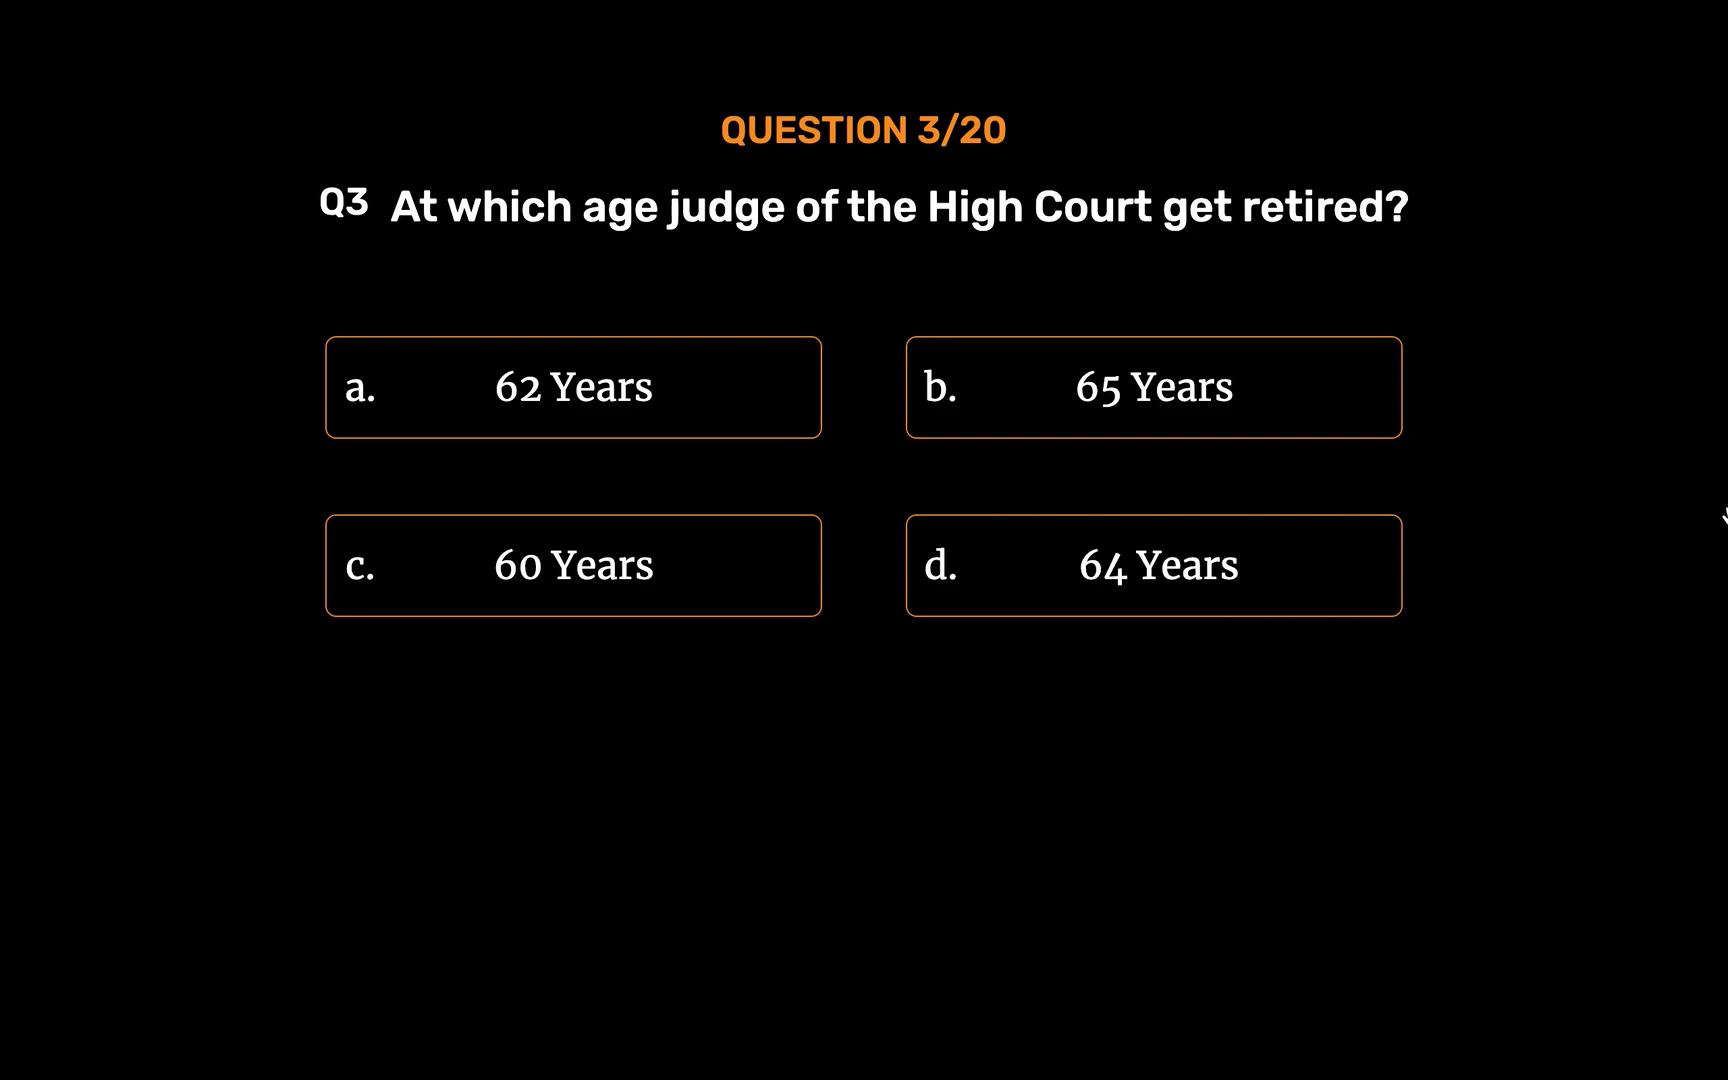 QUESTION 3/20
Q3 At which age judge of the High Court get retired?
a. 62 Years
b. 65 Years
c. 60 Years
d. 64 Years